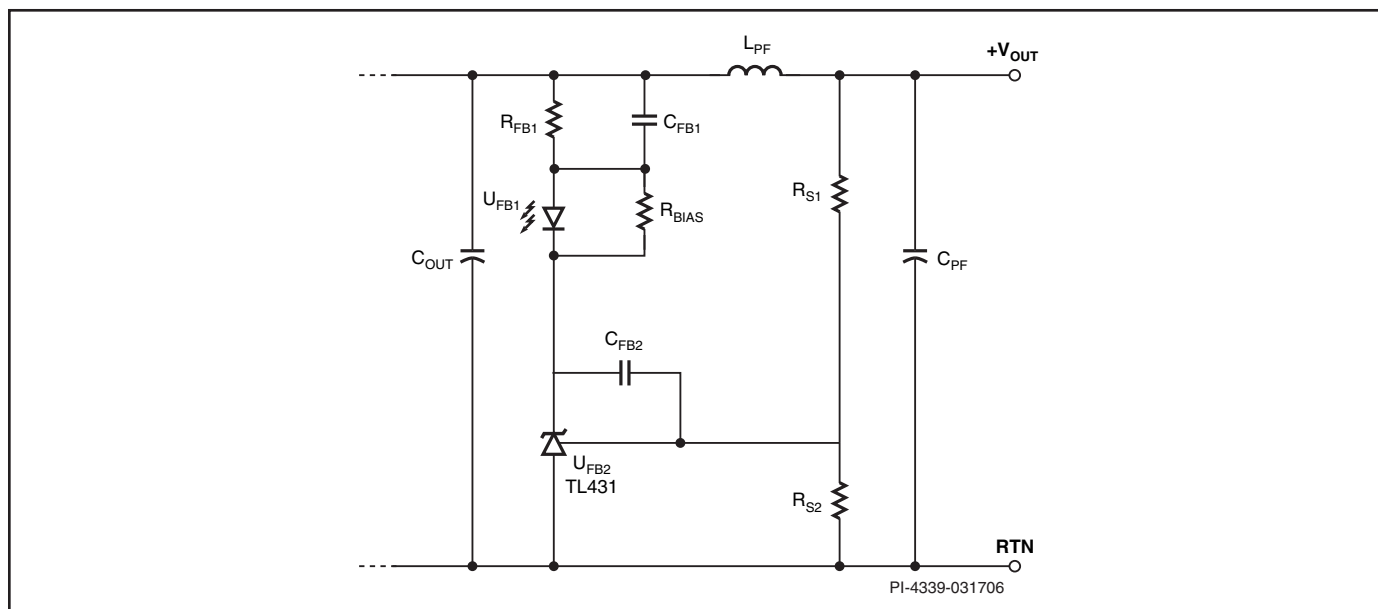 L_PF
+V_OUT
R_FB1
C_FB1
U_FB1
R_BIAS
R_S1
C_OUT
C_PF
C_FB2
U_FB2
TL431
R_S2
RTN
PI-4339-031706